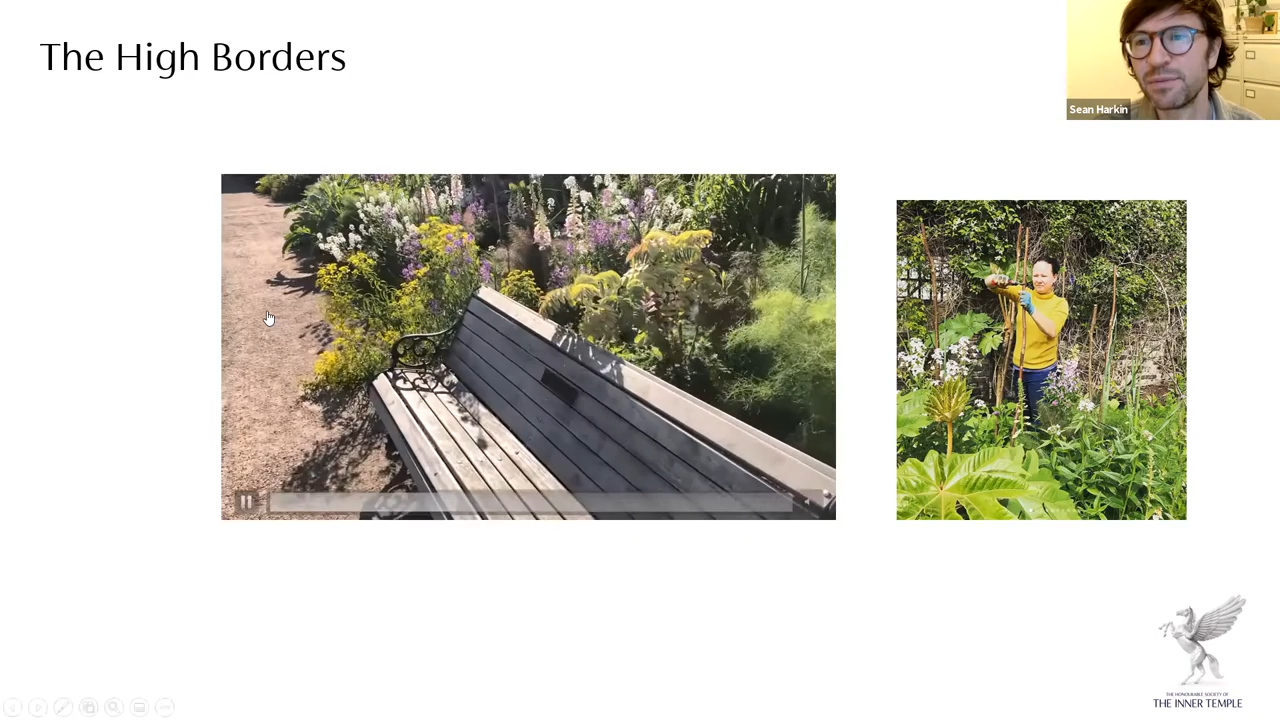 The High Borders
Sean Harkin
THE HONOURABLE SOCIETY OF
THE INNER TEMPLE